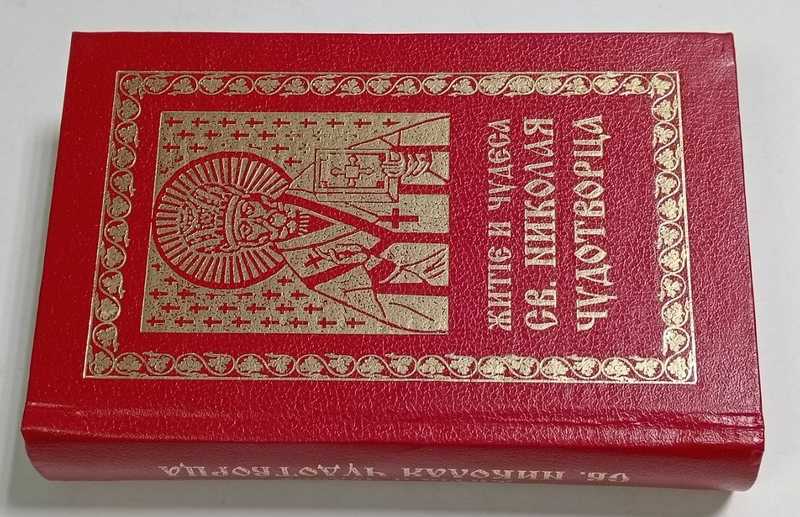 ЖИТІЕ И ЧУДЕСА
СВ. НИКОЛАЯ
ЧУДОТВОРЦА
СВ. НИКОЛАЯ ЧУДОТВОРЦА